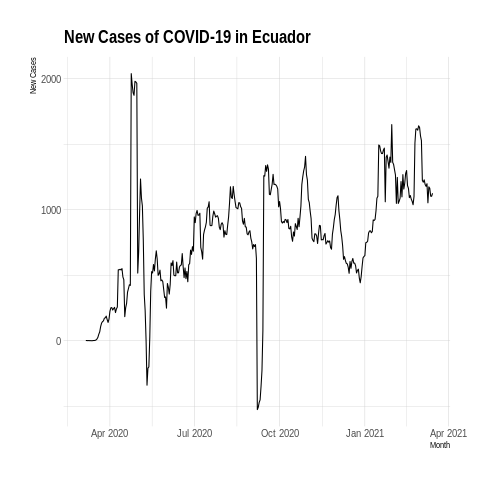 New Cases of COVID-19 in Ecuador
New Cases
2000
1000
0
Apr 2020 Jul 2020 Oct 2020 Jan 2021 Apr 2021
Month